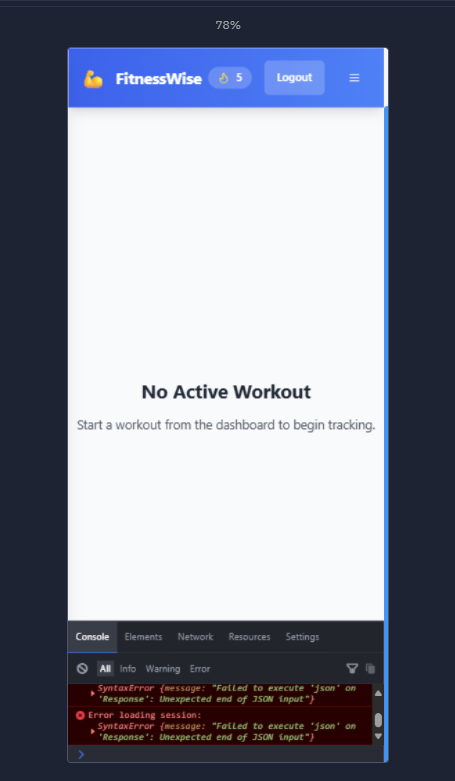 78%
FitnessWise 5 Logout
No Active Workout
Start a workout from the dashboard to begin tracking.
Console Elements Network Resources Settings
All Info Warning Error
SyntaxError {message: "Failed to execute 'json' on
'Response': Unexpected end of JSON input"}
Error loading session:
SyntaxError {message: "Failed to execute 'json' on
'Response': Unexpected end of JSON input"}